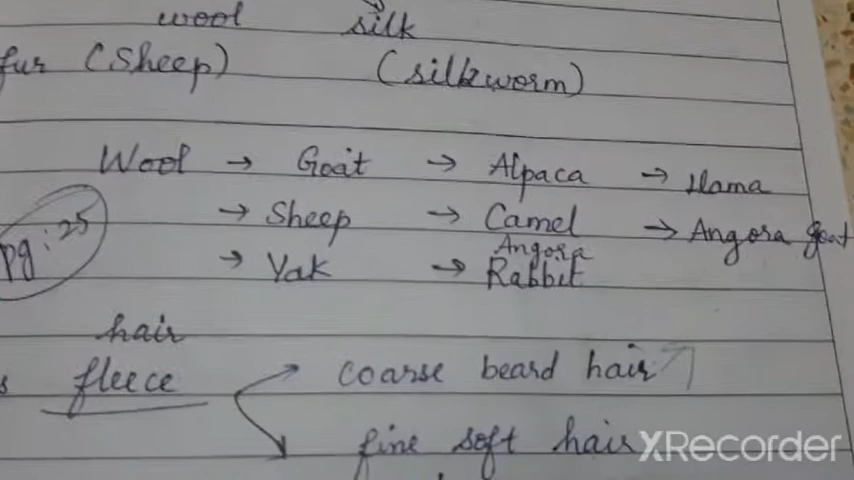 wool silk
fur (Sheep) (silkworm)
Wool → Goat → Alpaca → Llama
→ Sheep → Camel → Angora goat
pg: 25
→ Yak → Angora Rabbit
hair
s fleece → coarse beard hair
fine soft hair
XRecorder